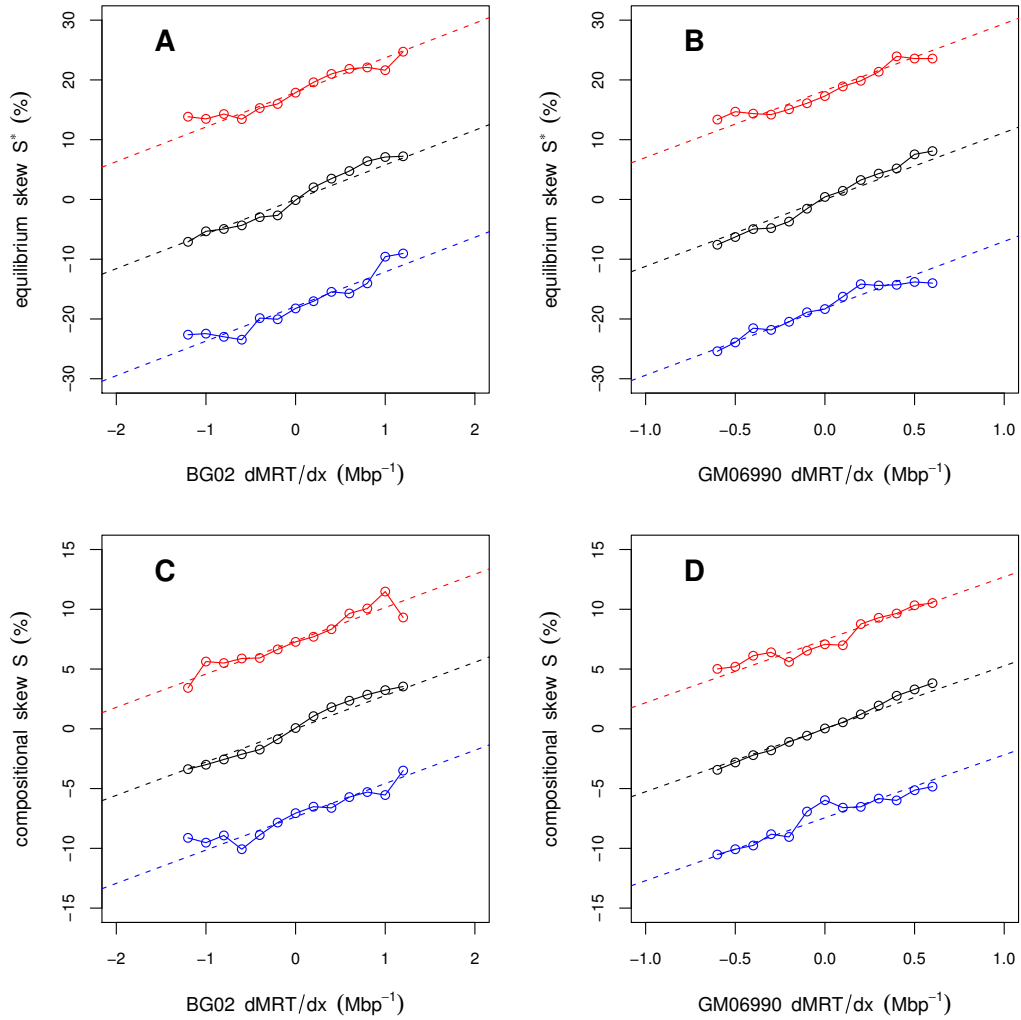 A
equilibrium skew S* (%)
30
20
10
0
−10
−20
−30
−2 −1 0 1 2
BG02 dMRT/dx (Mbp⁻¹)
B
equilibrium skew S* (%)
30
20
10
0
−10
−20
−30
−1.0 −0.5 0.0 0.5 1.0
GM06990 dMRT/dx (Mbp⁻¹)
C
compositional skew S (%)
15
10
5
0
−5
−10
−15
−2 −1 0 1 2
BG02 dMRT/dx (Mbp⁻¹)
D
compositional skew S (%)
15
10
5
0
−5
−10
−15
−1.0 −0.5 0.0 0.5 1.0
GM06990 dMRT/dx (Mbp⁻¹)